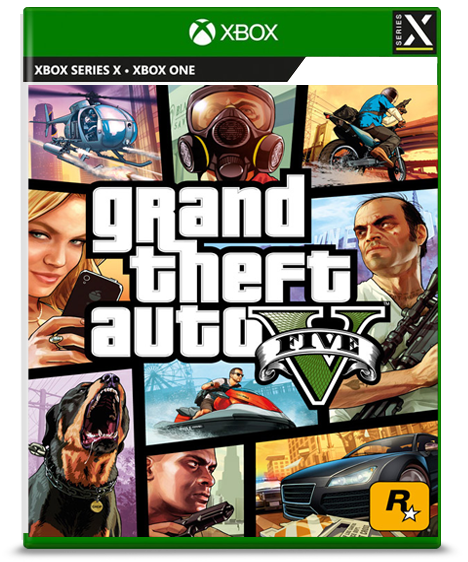 XBOX
SERIES X
XBOX SERIES X • XBOX ONE
grand
theft
auto V
FIVE
R